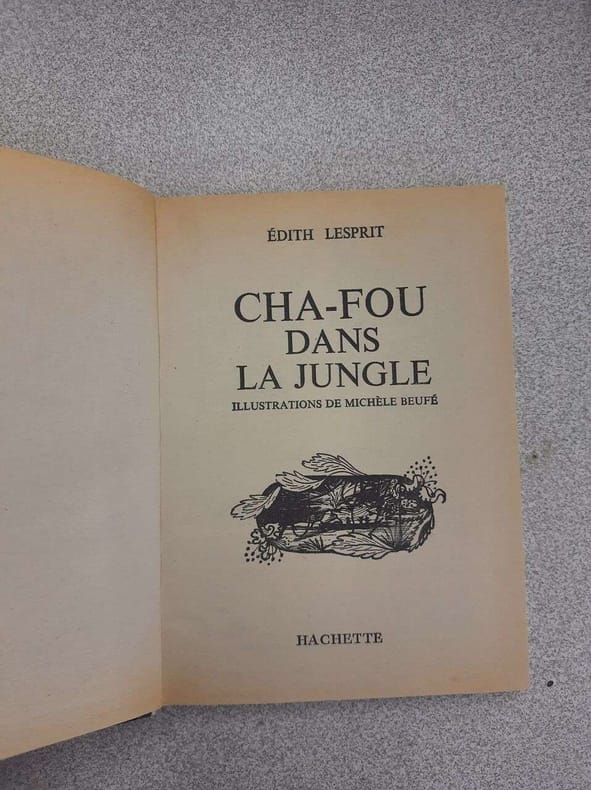 ÉDITH LESPRIT
CHA-FOU
DANS
LA JUNGLE
ILLUSTRATIONS DE MICHÈLE BEUFÉ
HACHETTE